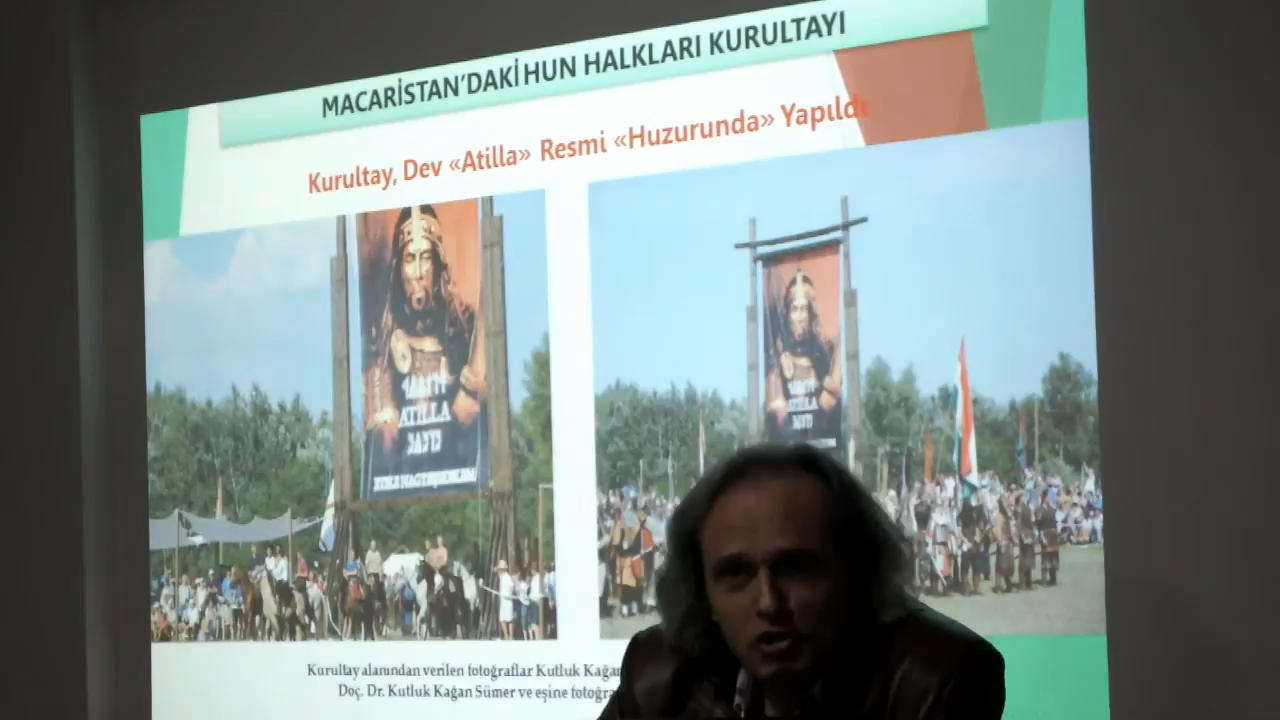 MACARİSTAN'DAKİ HUN HALKLARI KURULTAYI
Kurultay, Dev «Atilla» Resmi «Huzurunda» Yapıldı
ATILLA
ATILLA
Kurultay alanından verilen fotoğraflar Kutluk Kağan
Doç. Dr. Kutluk Kağan Sümer ve eşine fotoğra